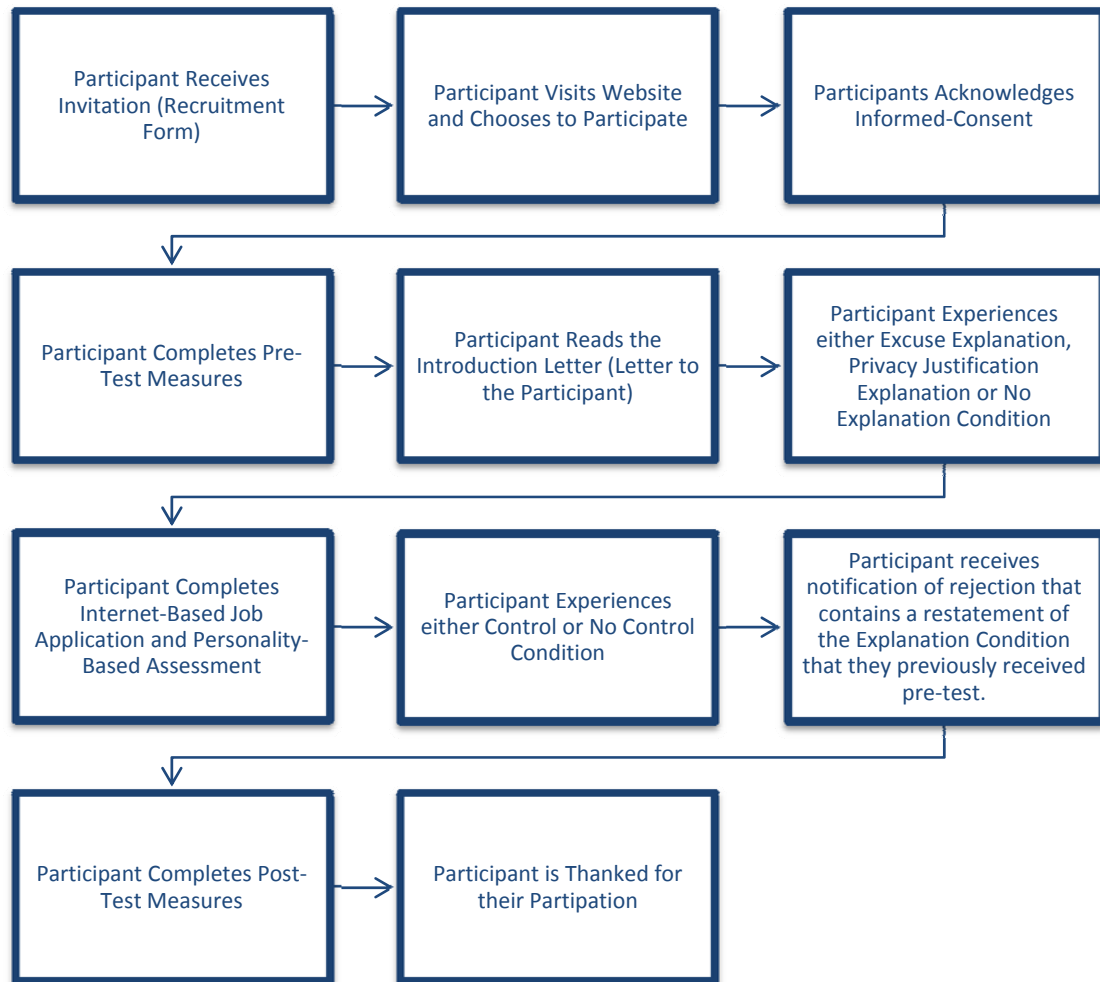 Participant Receives
Invitation (Recruitment
Form)
Participant Visits Website
and Chooses to Participate
Participants Acknowledges
Informed-Consent
Participant Completes Pre-
Test Measures
Participant Reads the
Introduction Letter (Letter to
the Participant)
Participant Experiences
either Excuse Explanation,
Privacy Justification
Explanation or No
Explanation Condition
Participant Completes
Internet-Based Job
Application and Personality-
Based Assessment
Participant Experiences
either Control or No Control
Condition
Participant receives
notification of rejection that
contains a restatement of
the Explanation Condition
that they previously received
pre-test.
Participant Completes Post-
Test Measures
Participant is Thanked for
their Partipation